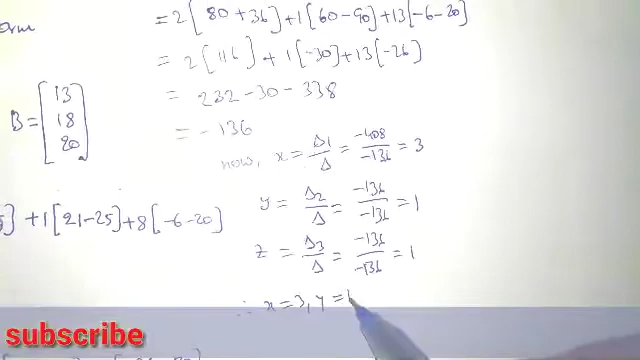 = 2[80+36] +1[60-90] +13[-6-20]
= 2[116] + 1[-30] +13[-26]
= 232 -30 - 338
= -136
B = [13 18 20]
now, x = Δ1/Δ = -408/-136 = 3
y = Δ2/Δ = -136/-136 = 1
] +1[21-25] +8[-6-20]
z = Δ3/Δ = -136/-136 = 1
∴ x=3, y=1
subscribe